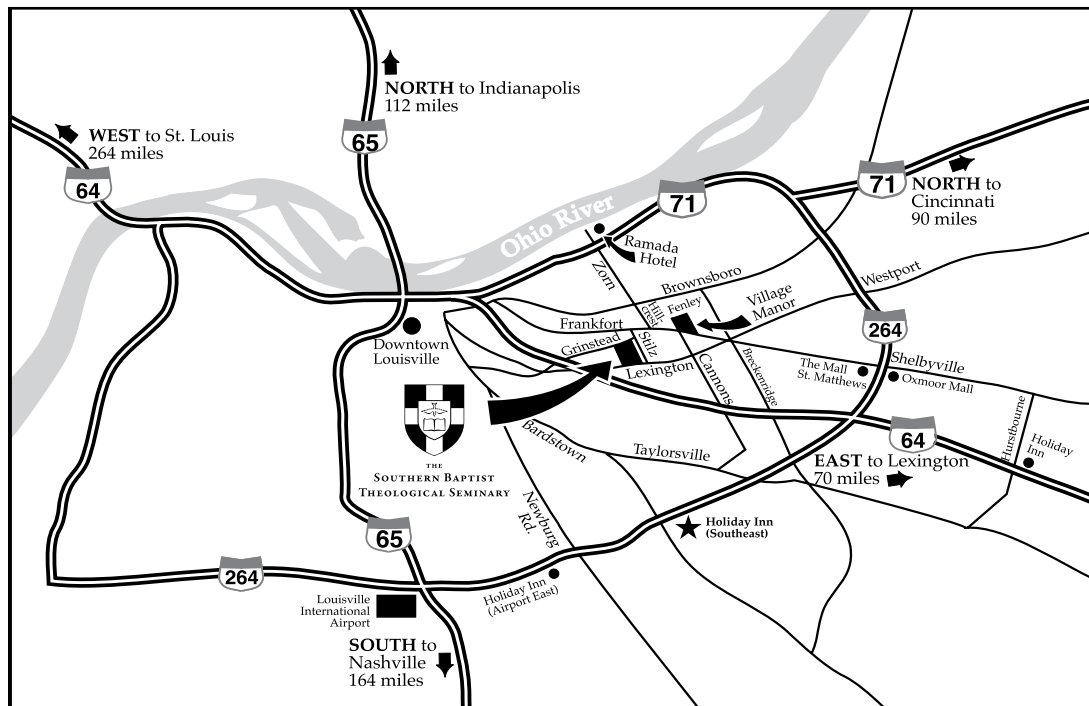 NORTH to Indianapolis
112 miles
WEST to St. Louis
264 miles
65
64
71
71
NORTH to
Cincinnati
90 miles
Ohio River
Ramada
Hotel
Zorn
Brownsboro
Westport
Hill-
crest
Fenley
Village
Manor
264
Frankfort
Grinstead
Stilz
Lexington
Cannons
Breckenridge
Downtown
Louisville
The Mall
St. Matthews
Shelbyville
Oxmoor Mall
THE
SOUTHERN BAPTIST
THEOLOGICAL SEMINARY
Bardstown
Taylorsville
64
Hurstbourne
Holiday
Inn
EAST to Lexington
70 miles
Newburg
Rd.
Holiday Inn
(Southeast)
65
264
Holiday Inn
(Airport East)
Louisville
International
Airport
SOUTH to
Nashville
164 miles